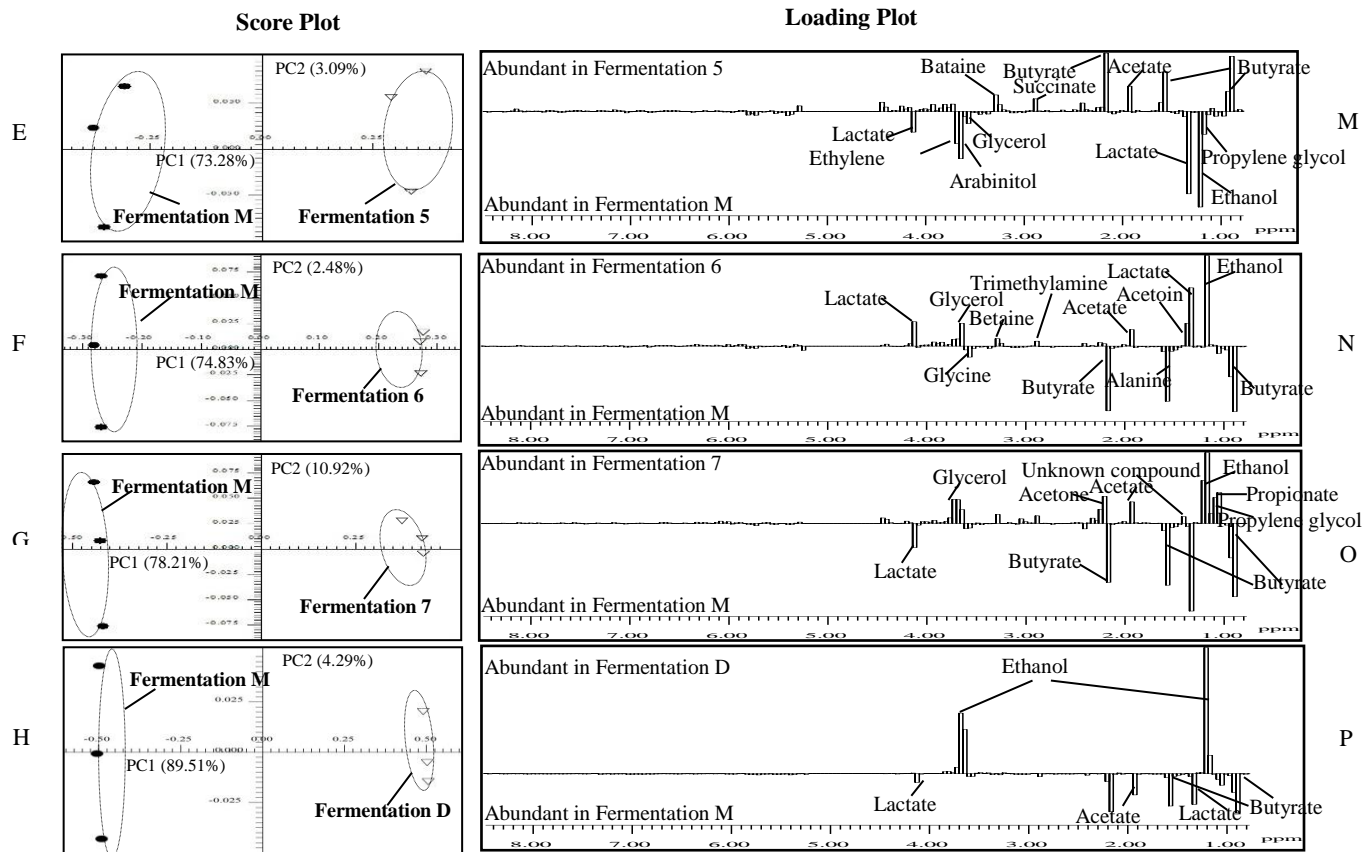 Score Plot
Loading Plot
E
PC2 (3.09%)
0.050
-0.25
0.25
PC1 (73.28%)
-0.050
Fermentation M
Fermentation 5
Abundant in Fermentation 5
Bataine
Butyrate
Succinate
Acetate
Butyrate
Lactate
Ethylene
Glycerol
Arabinitol
Lactate
Propylene glycol
Ethanol
Abundant in Fermentation M
8.00 7.00 6.00 5.00 4.00 3.00 2.00 1.00 ppm
M
F
PC2 (2.48%)
0.075
Fermentation M
0.025
-0.30 -0.20 0.00 0.10 0.20 0.30
PC1 (74.83%)
-0.025
Fermentation 6
-0.050
-0.075
Abundant in Fermentation 6
Ethanol
Lactate
Trimethylamine
Lactate
Glycerol
Betaine
Acetate
Acetoin
Glycine
Butyrate
Alanine
Butyrate
Abundant in Fermentation M
8.00 7.00 6.00 5.00 4.00 3.00 2.00 1.00 ppm
N
G
PC2 (10.92%)
0.075
Fermentation M
0.050
0.025
-0.25
0.000
0.25
PC1 (78.21%)
-0.025
-0.050
Fermentation 7
-0.075
Abundant in Fermentation 7
Unknown compound
Ethanol
Glycerol
Acetate
Acetone
Propionate
Propylene glycol
Lactate
Butyrate
Butyrate
Abundant in Fermentation M
8.00 7.00 6.00 5.00 4.00 3.00 2.00 1.00 ppm
O
H
PC2 (4.29%)
Fermentation M
0.025
-0.50 -0.25 0.00 0.25 0.50
0.000
PC1 (89.51%)
-0.025
Fermentation D
Abundant in Fermentation D
Ethanol
Lactate
Acetate
Lactate
Butyrate
Abundant in Fermentation M
8.00 7.00 6.00 5.00 4.00 3.00 2.00 1.00 ppm
P